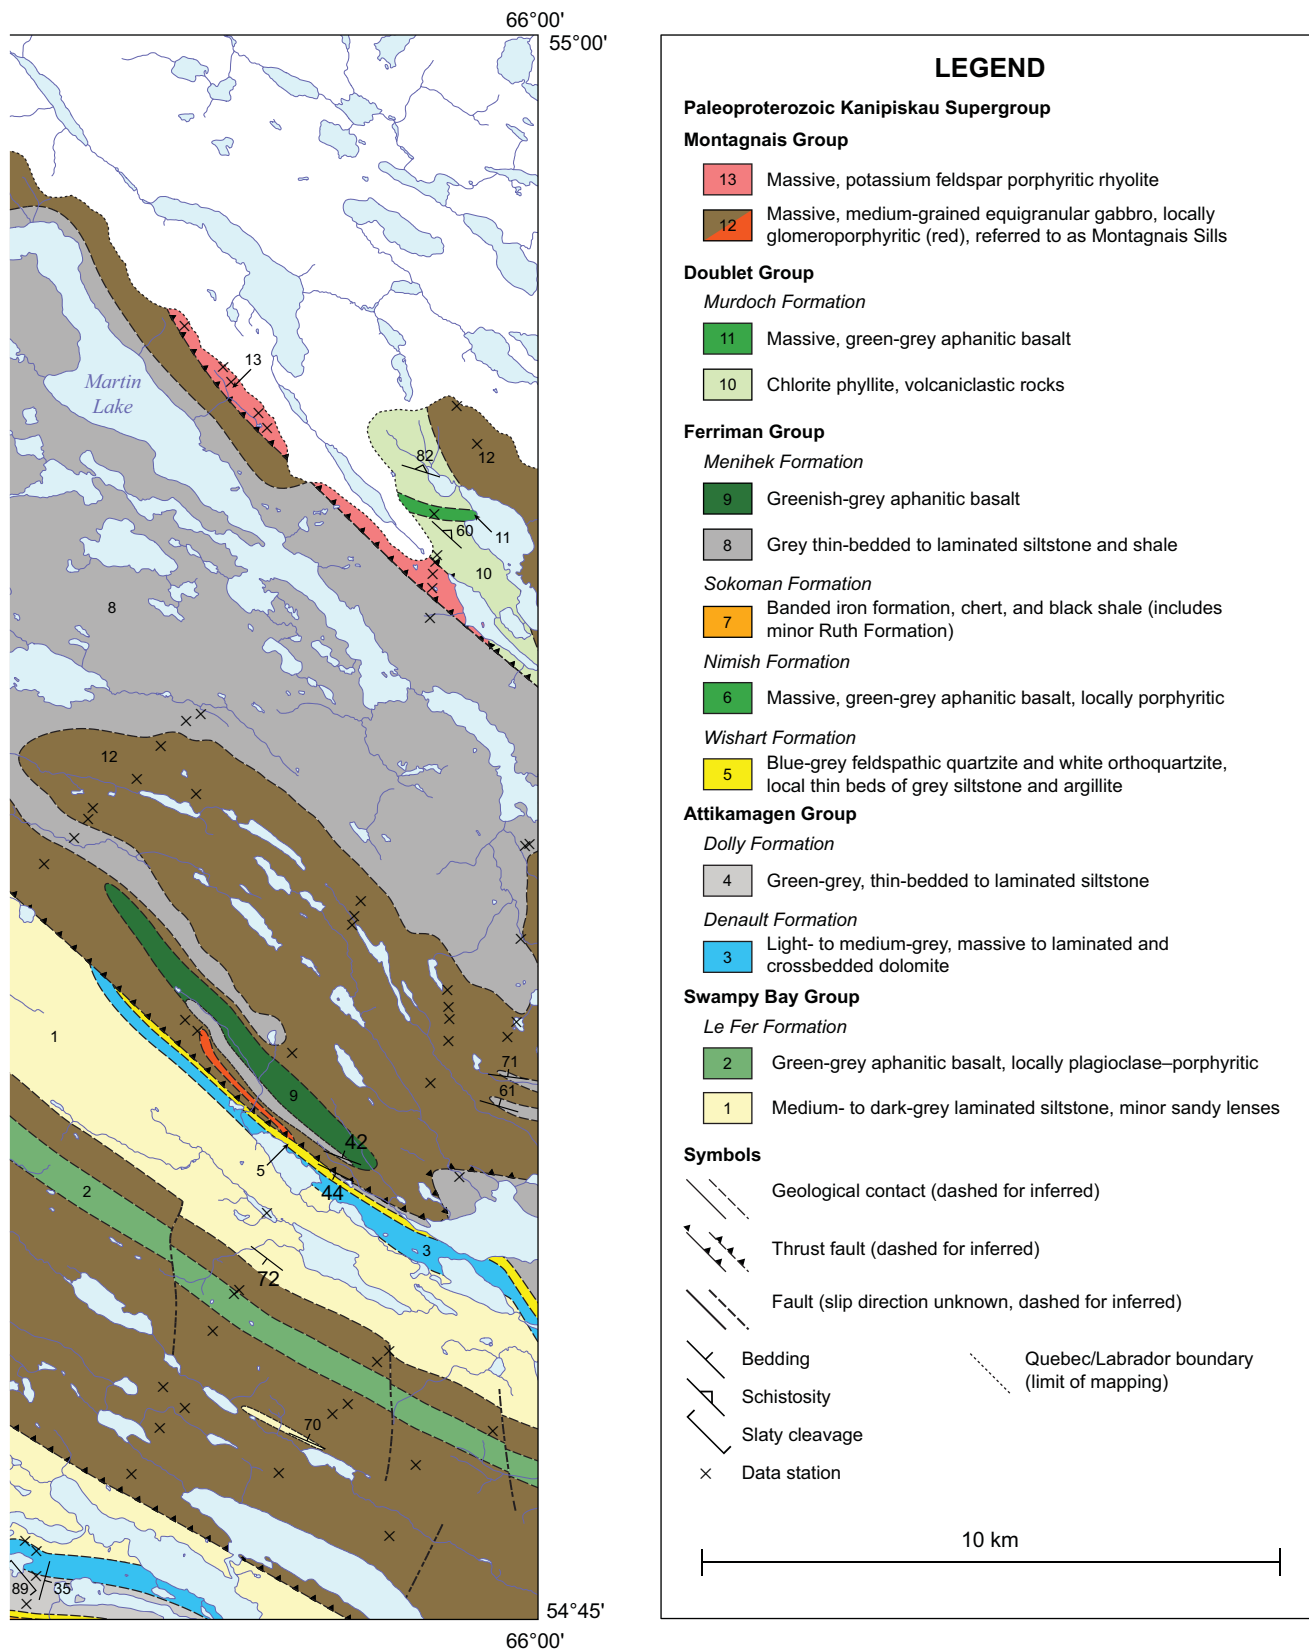 66°00'
55°00'
Martin
Lake
13
82
12
60
11
10
8
12
1
71
61
9
42
5
44
2
3
72
70
89
35
54°45'
66°00'
LEGEND
Paleoproterozoic Kanipiskau Supergroup
Montagnais Group
13 Massive, potassium feldspar porphyritic rhyolite
12 Massive, medium-grained equigranular gabbro, locally
glomeroporphyritic (red), referred to as Montagnais Sills
Doublet Group
Murdoch Formation
11 Massive, green-grey aphanitic basalt
10 Chlorite phyllite, volcaniclastic rocks
Ferriman Group
Menihek Formation
9 Greenish-grey aphanitic basalt
8 Grey thin-bedded to laminated siltstone and shale
Sokoman Formation
7 Banded iron formation, chert, and black shale (includes
minor Ruth Formation)
Nimish Formation
6 Massive, green-grey aphanitic basalt, locally porphyritic
Wishart Formation
5 Blue-grey feldspathic quartzite and white orthoquartzite,
local thin beds of grey siltstone and argillite
Attikamagen Group
Dolly Formation
4 Green-grey, thin-bedded to laminated siltstone
Denault Formation
3 Light- to medium-grey, massive to laminated and
crossbedded dolomite
Swampy Bay Group
Le Fer Formation
2 Green-grey aphanitic basalt, locally plagioclase–porphyritic
1 Medium- to dark-grey laminated siltstone, minor sandy lenses
Symbols
Geological contact (dashed for inferred)
Thrust fault (dashed for inferred)
Fault (slip direction unknown, dashed for inferred)
Bedding
Schistosity
Slaty cleavage
Data station
Quebec/Labrador boundary
(limit of mapping)
10 km